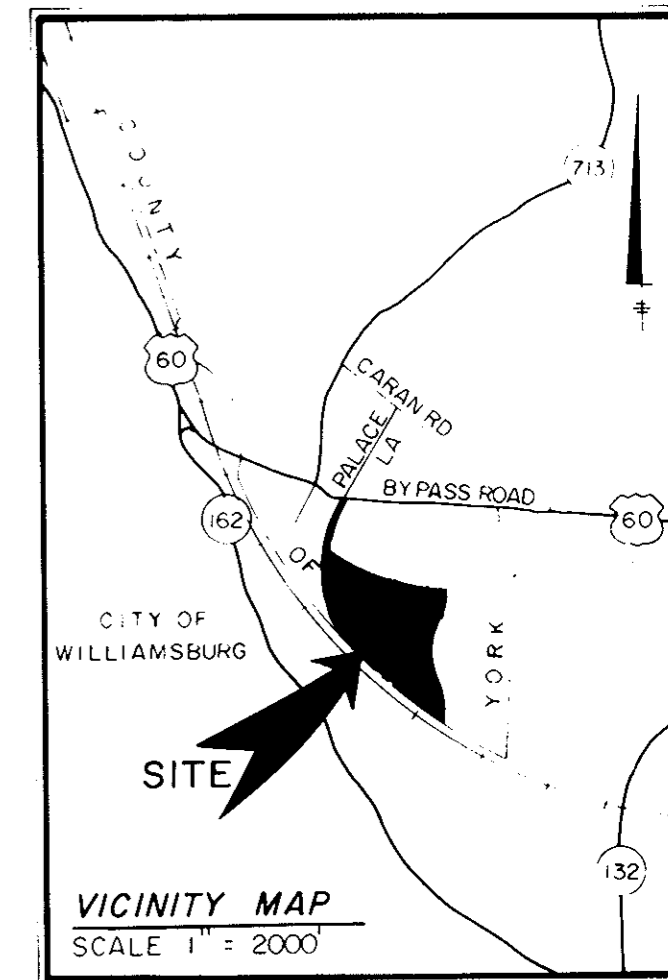 COUNTY
713
60
CARAN RD
PALACE
LA
BYPASS ROAD
60
162
OF
CITY OF
WILLIAMSBURG
YORK
SITE
132
VICINITY MAP
SCALE 1" = 2000'